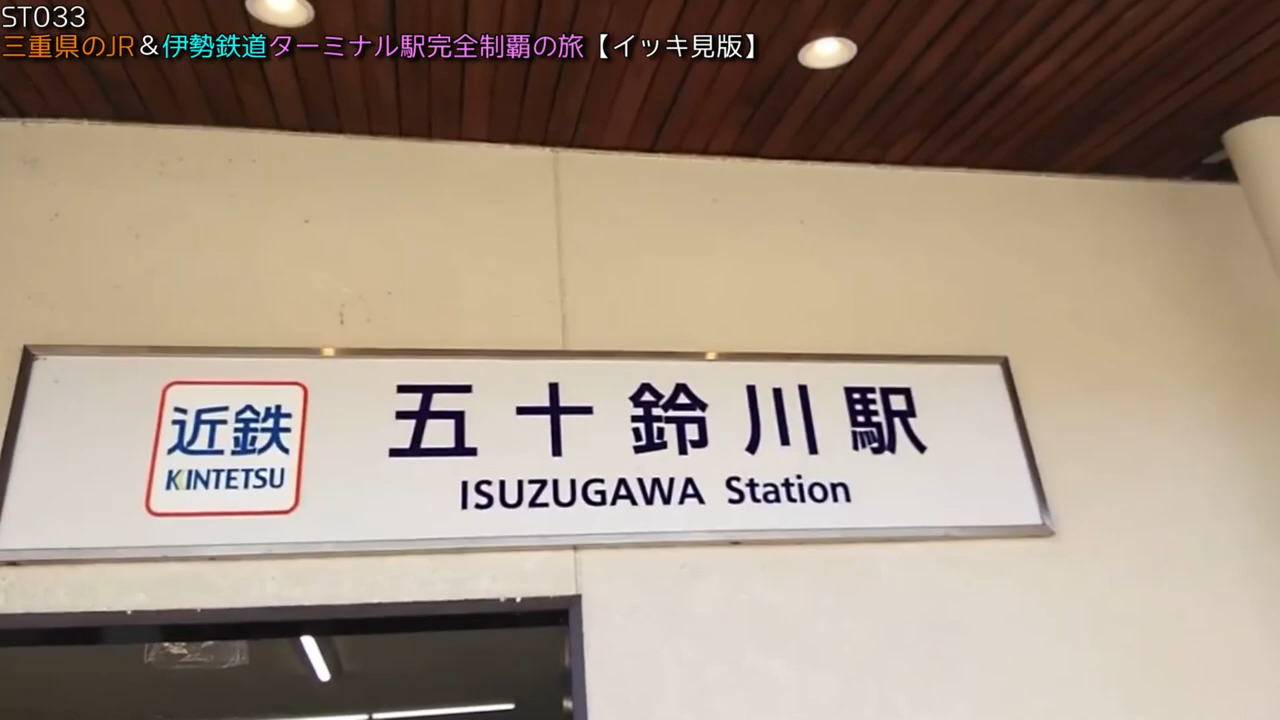 ST033
三重県のJR＆伊勢鉄道ターミナル駅完全制覇の旅【イッキ見版】
近鉄
KINTETSU
五十鈴川駅
ISUZUGAWA Station